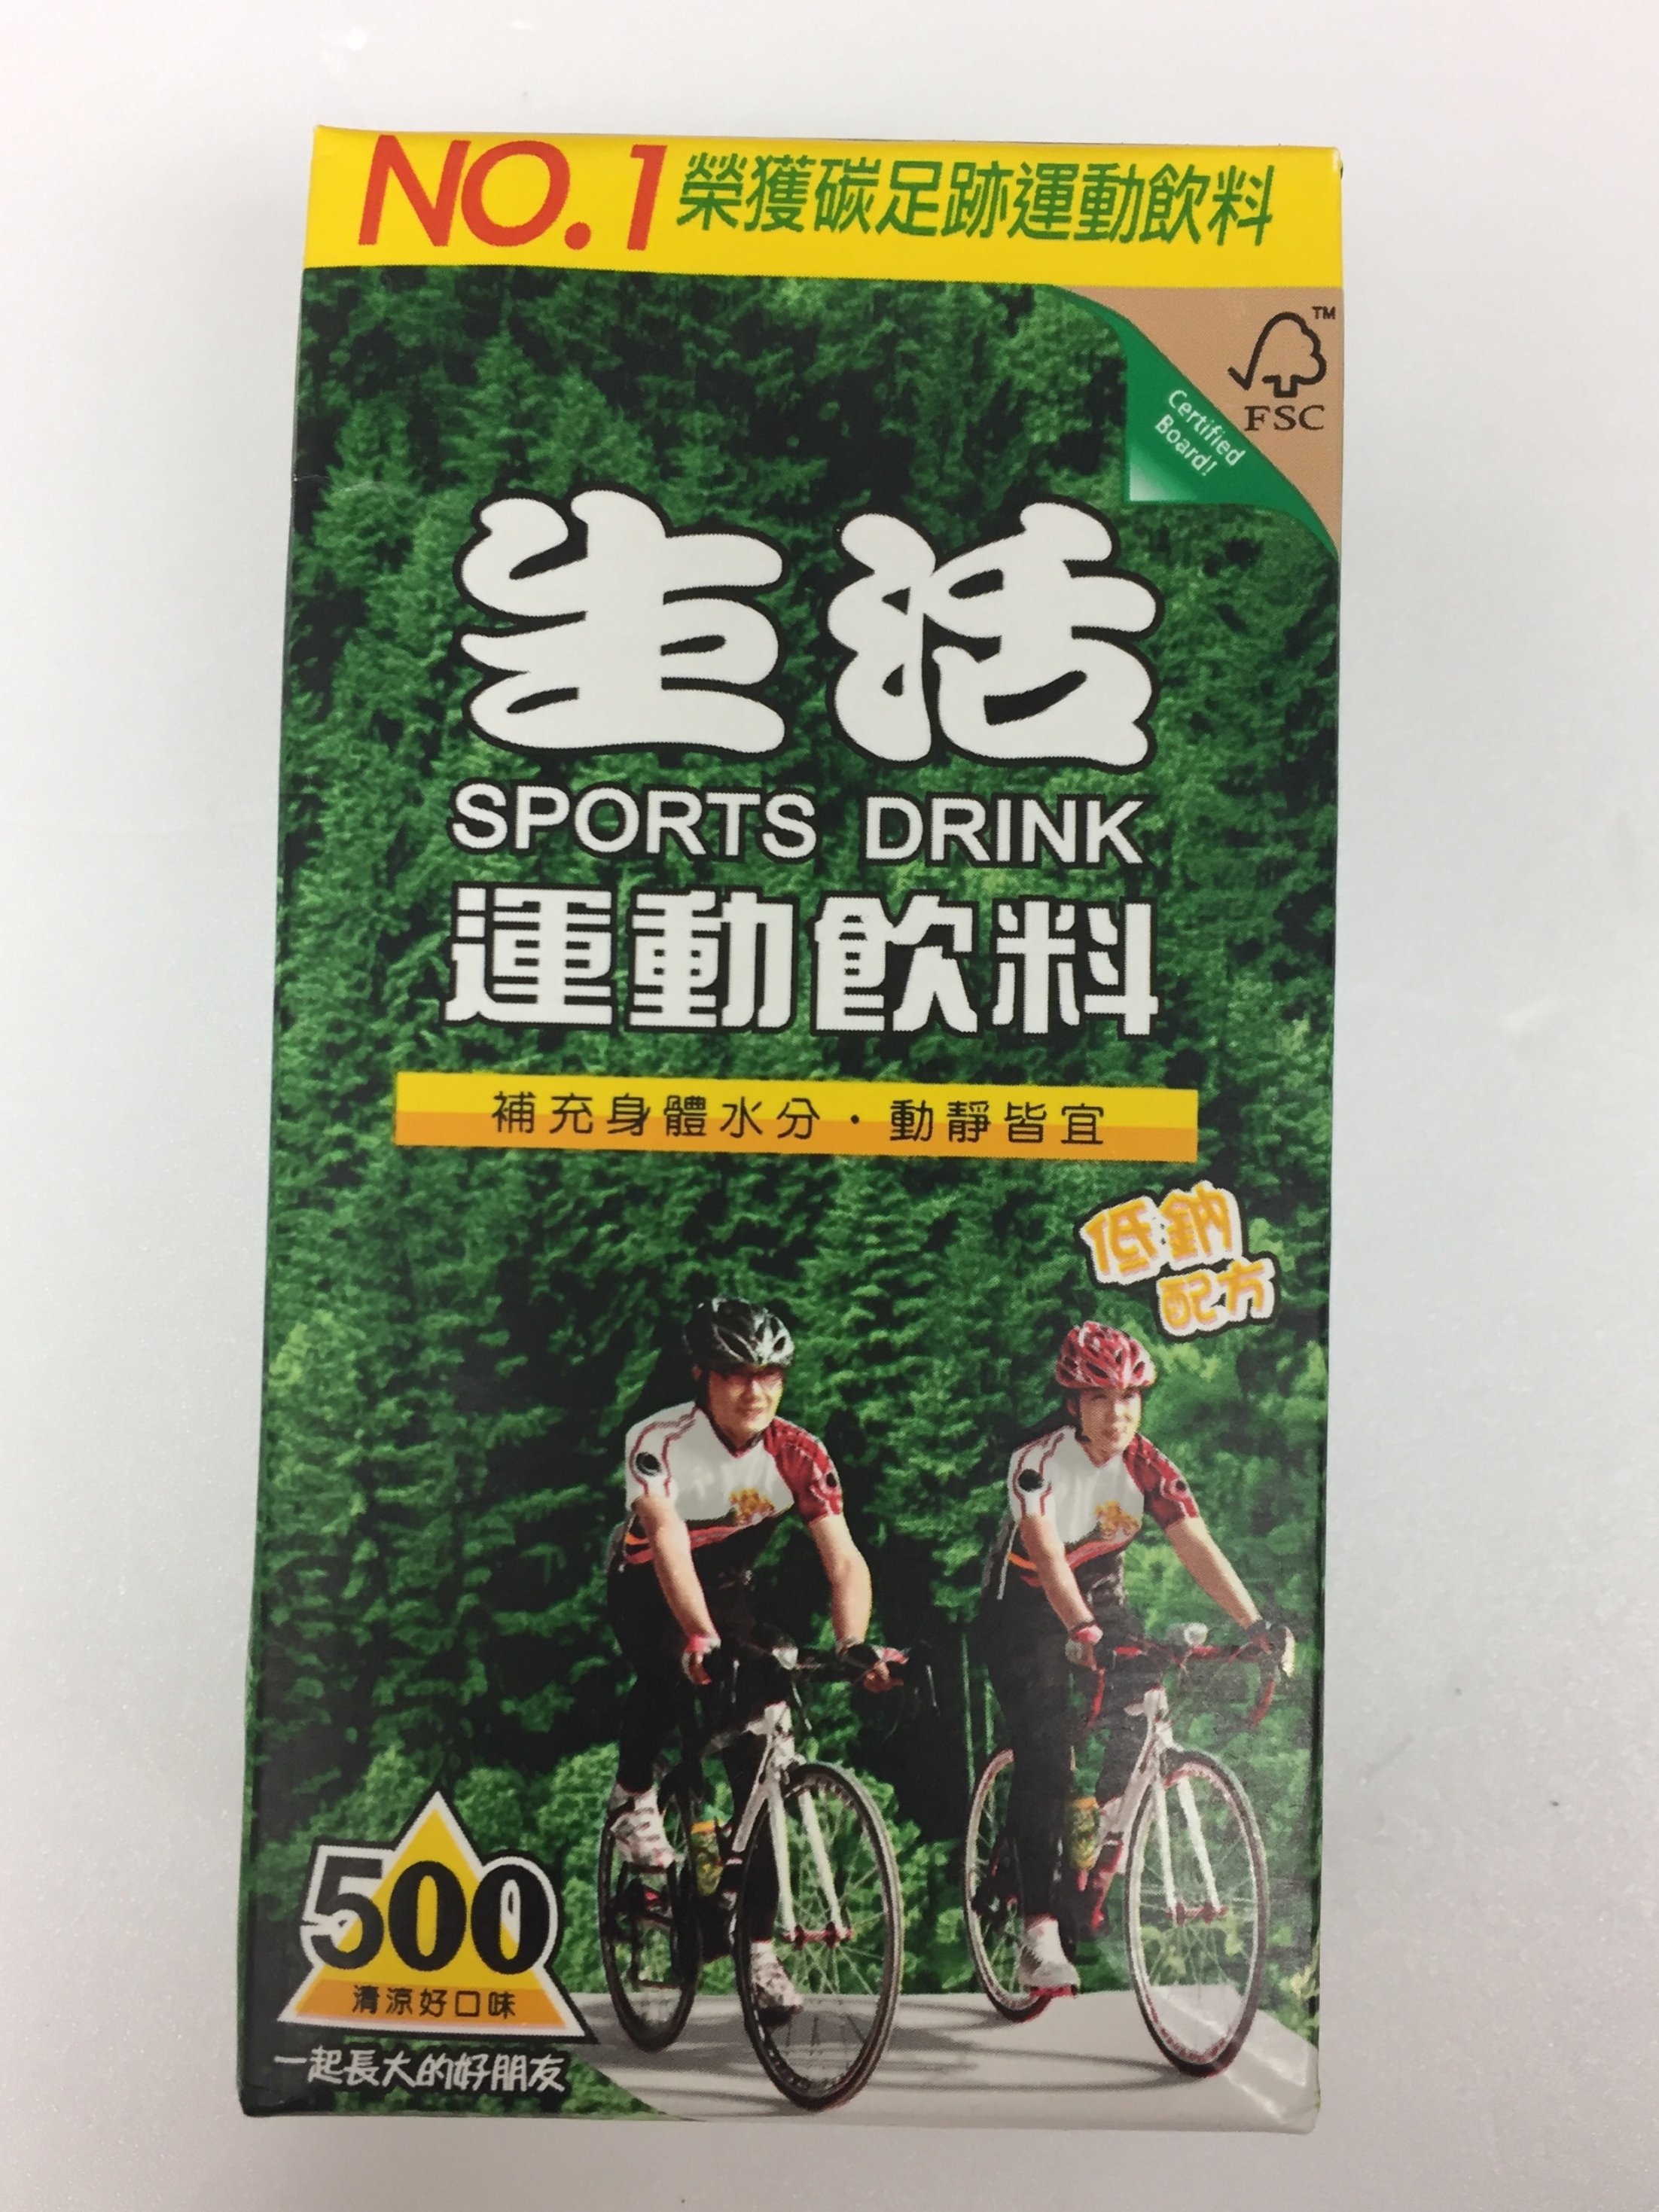 NO.1榮獲碳足跡運動飲料
TM
FSC
Certified
Board!
生活
SPORTS DRINK
運動飲料
補充身體水分·動靜皆宜
低鈉
配方
500
清涼好口味
一起長大的好朋友